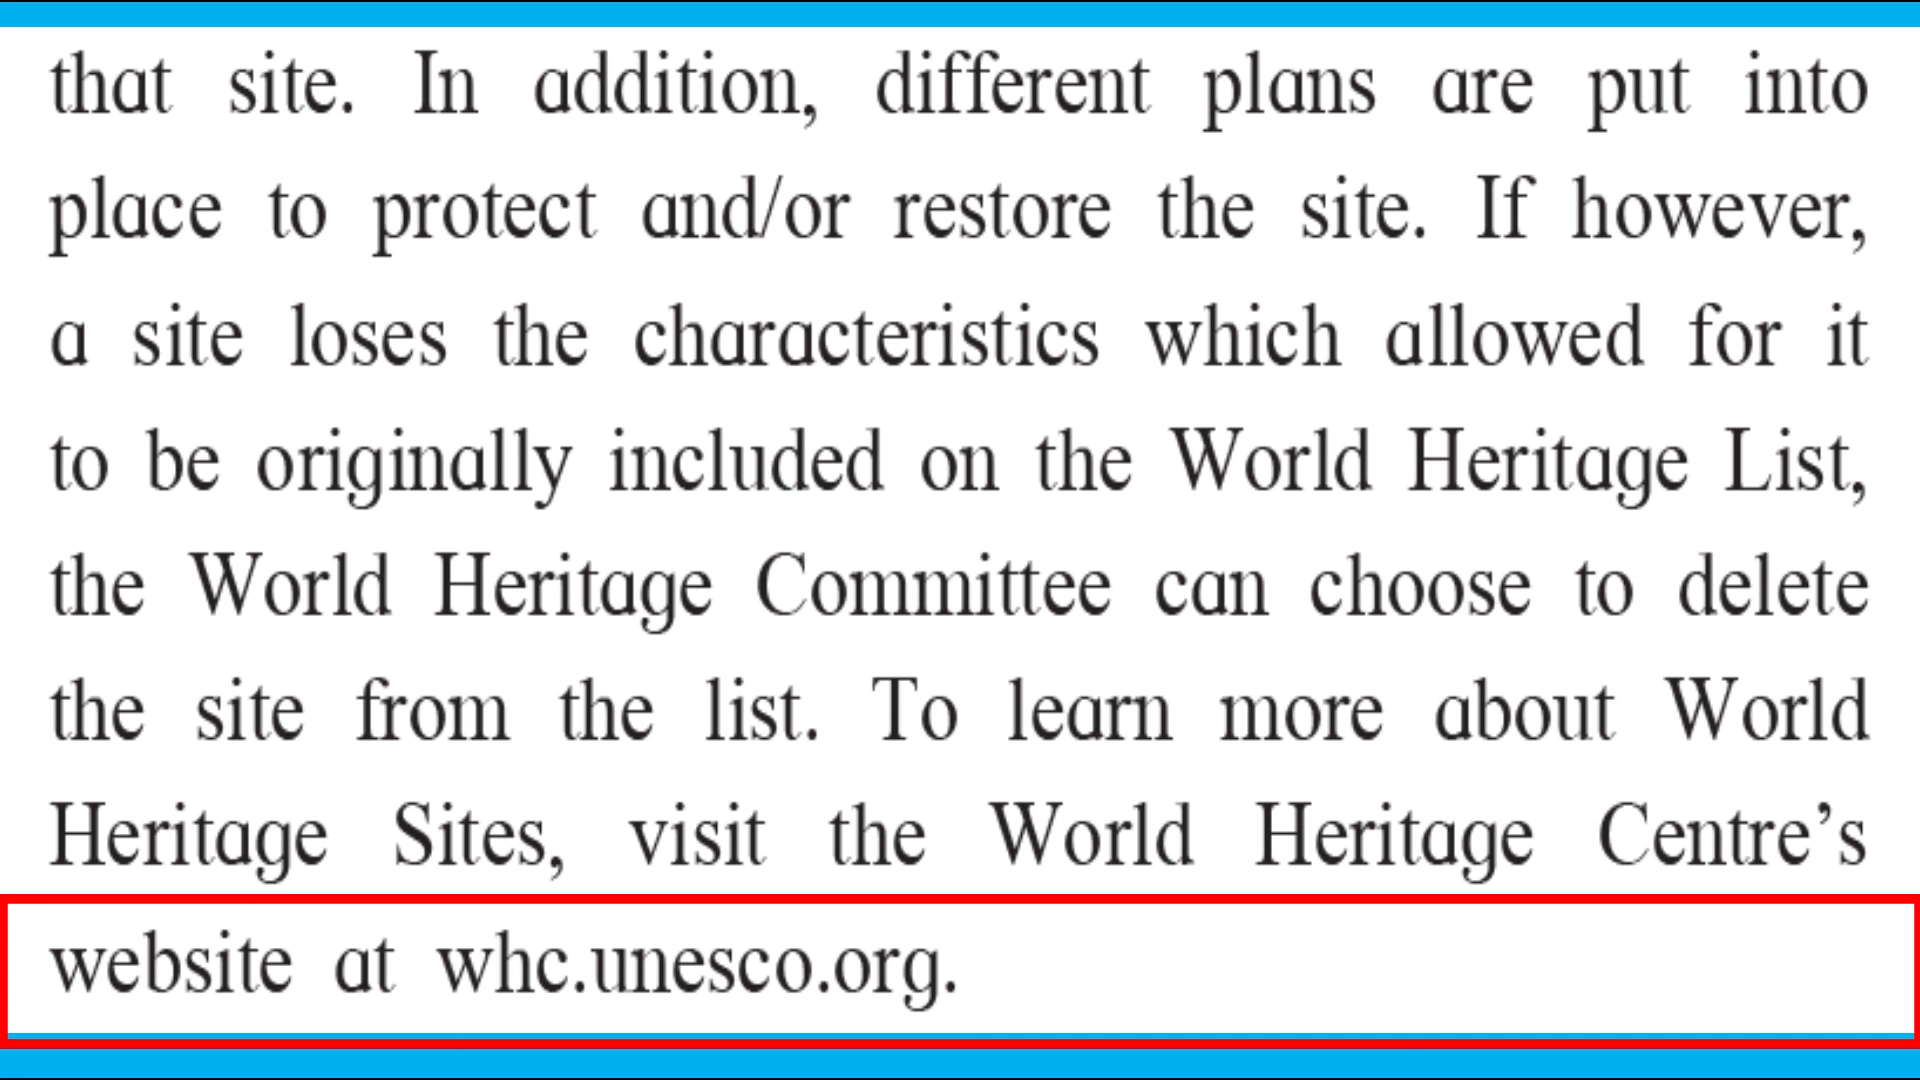 that site. In addition, different plans are put into
place to protect and/or restore the site. If however,
a site loses the characteristics which allowed for it
to be originally included on the World Heritage List,
the World Heritage Committee can choose to delete
the site from the list. To learn more about World
Heritage Sites, visit the World Heritage Centre’s
website at whc.unesco.org.